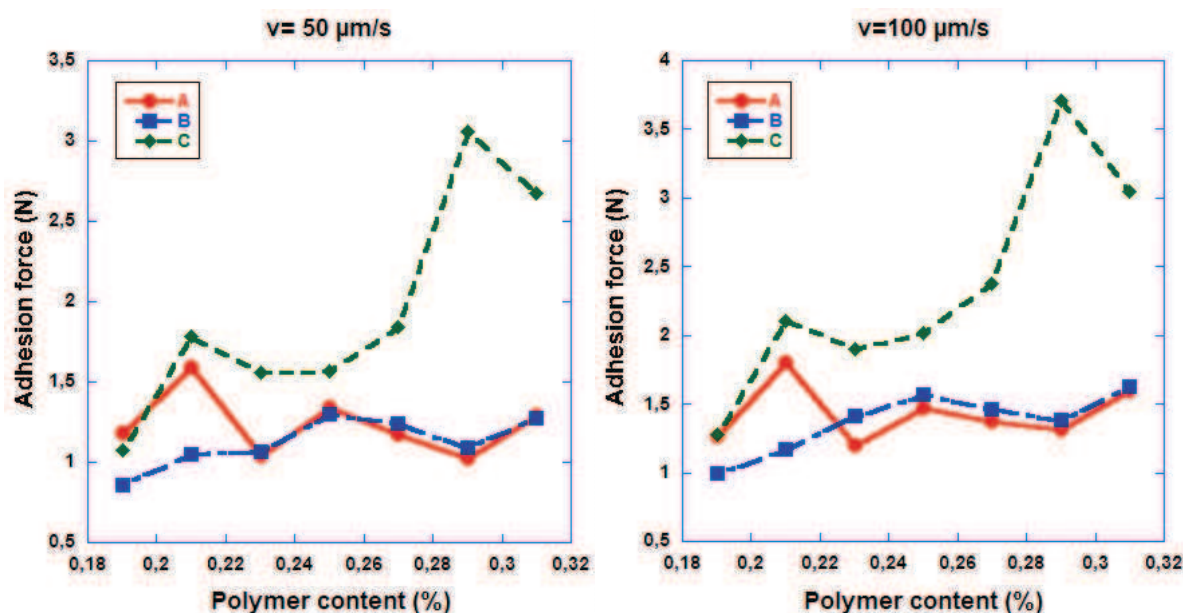 v= 50 µm/s
3,5
3
2,5
2
1,5
1
0,5
Adhesion force (N)
A
B
C
0,18 0,2 0,22 0,24 0,26 0,28 0,3 0,32
Polymer content (%)
v=100 µm/s
4
3,5
3
2,5
2
1,5
1
0,5
Adhesion force (N)
A
B
C
0,18 0,2 0,22 0,24 0,26 0,28 0,3 0,32
Polymer content (%)